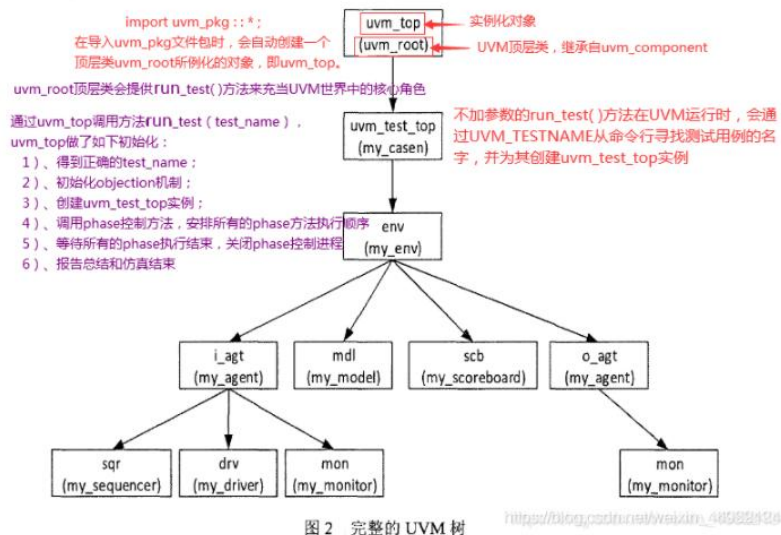 import uvm_pkg : : * ;
在导入uvm_pkg文件包时，会自动创建一个
顶层类uvm_root所例化的对象，即uvm_top。
uvm_top
(uvm_root)
实例化对象
UVM顶层类，继承自uvm_component
uvm_root顶层类会提供run_test()方法来充当UVM世界中的核心角色
通过uvm_top调用方法run_test（test_name），
uvm_top做了如下初始化：
1）、得到正确的test_name；
2）、初始化objection机制；
3）、创建uvm_test_top实例；
4）、调用phase控制方法，安排所有的phase方法执行顺序
5）、等待所有的phase执行结束，关闭phase控制进程
6）、报告总结和仿真结束
uvm_test_top
(my_casen)
不加参数的run_test( )方法在UVM运行时，会通
过UVM_TESTNAME从命令行寻找测试用例的名
字，并为其创建uvm_test_top实例
env
(my_env)
i_agt
(my_agent)
mdl
(my_model)
scb
(my_scoreboard)
o_agt
(my_agent)
sqr
(my_sequencer)
drv
(my_driver)
mon
(my_monitor)
mon
(my_monitor)
图 2 完整的 UVM 树